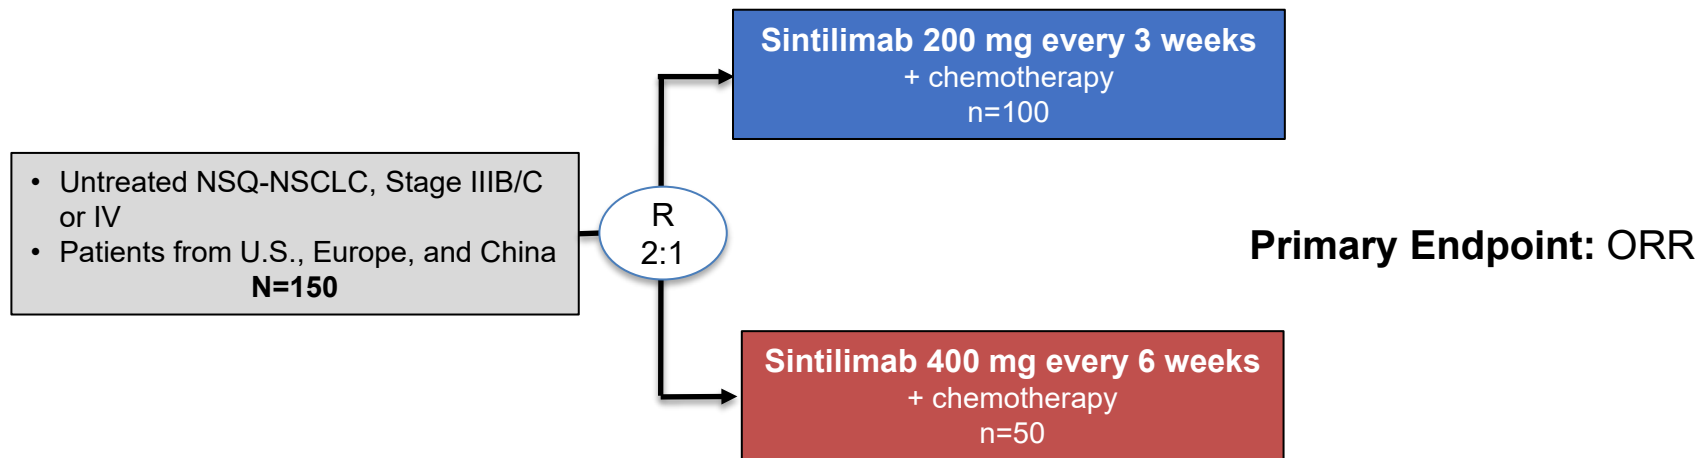 Sintilimab 200 mg every 3 weeks
+ chemotherapy
n=100
• Untreated NSQ-NSCLC, Stage IIIB/C
or IV
• Patients from U.S., Europe, and China
N=150
R
2:1
Primary Endpoint: ORR
Sintilimab 400 mg every 6 weeks
+ chemotherapy
n=50